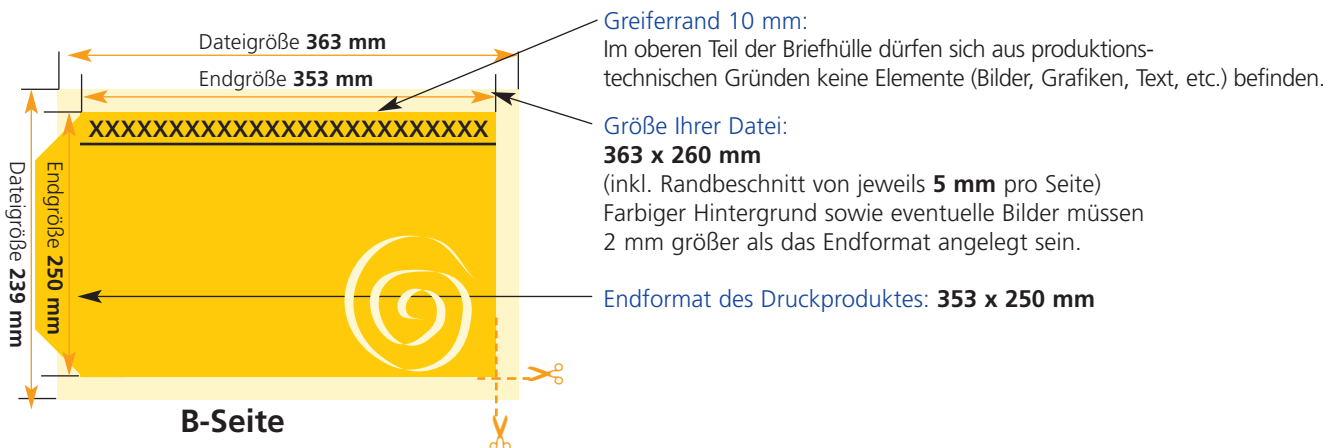 Dateigröße 363 mm
Endgröße 353 mm
XXXXXXXXXXXXXXXXXXXXXXXXX
Dateigröße 239 mm
Endgröße 250 mm
B-Seite
Greiferrand 10 mm:
Im oberen Teil der Briefhülle dürfen sich aus produktions-
technischen Gründen keine Elemente (Bilder, Grafiken, Text, etc.) befinden.
Größe Ihrer Datei:
363 x 260 mm
(inkl. Randbeschnitt von jeweils 5 mm pro Seite)
Farbiger Hintergrund sowie eventuelle Bilder müssen
2 mm größer als das Endformat angelegt sein.
Endformat des Druckproduktes: 353 x 250 mm